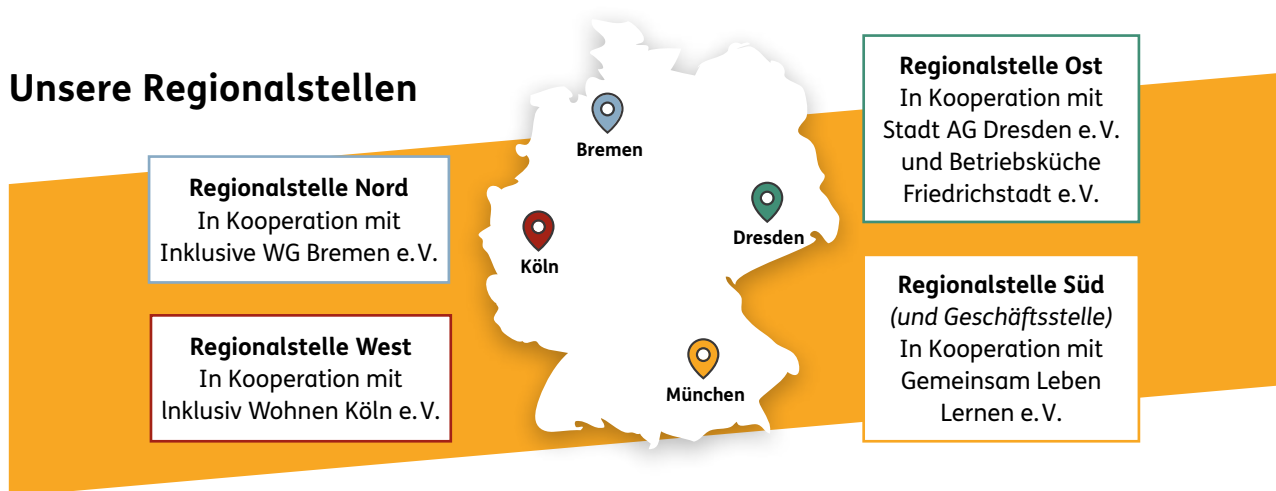 Unsere Regionalstellen
Regionalstelle Nord
In Kooperation mit
Inklusive WG Bremen e.V.
Regionalstelle West
In Kooperation mit
Inklusiv Wohnen Köln e.V.
Bremen
Köln
Dresden
München
Regionalstelle Ost
In Kooperation mit
Stadt AG Dresden e.V.
und Betriebsküche
Friedrichstadt e.V.
Regionalstelle Süd
(und Geschäftsstelle)
In Kooperation mit
Gemeinsam Leben
Lernen e.V.